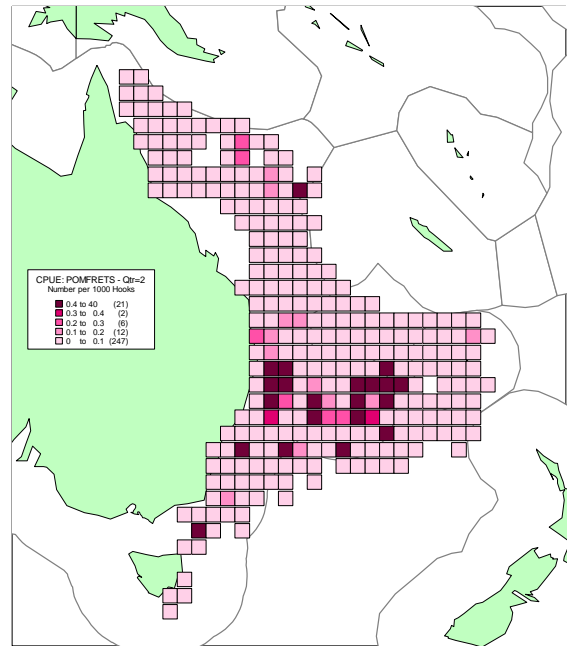 CPUE: POMFRETS - Qtr=2
Number per 1000 Hooks
0.4 to 40 (21)
0.3 to 0.4 (2)
0.2 to 0.3 (6)
0.1 to 0.2 (12)
0 to 0.1 (247)